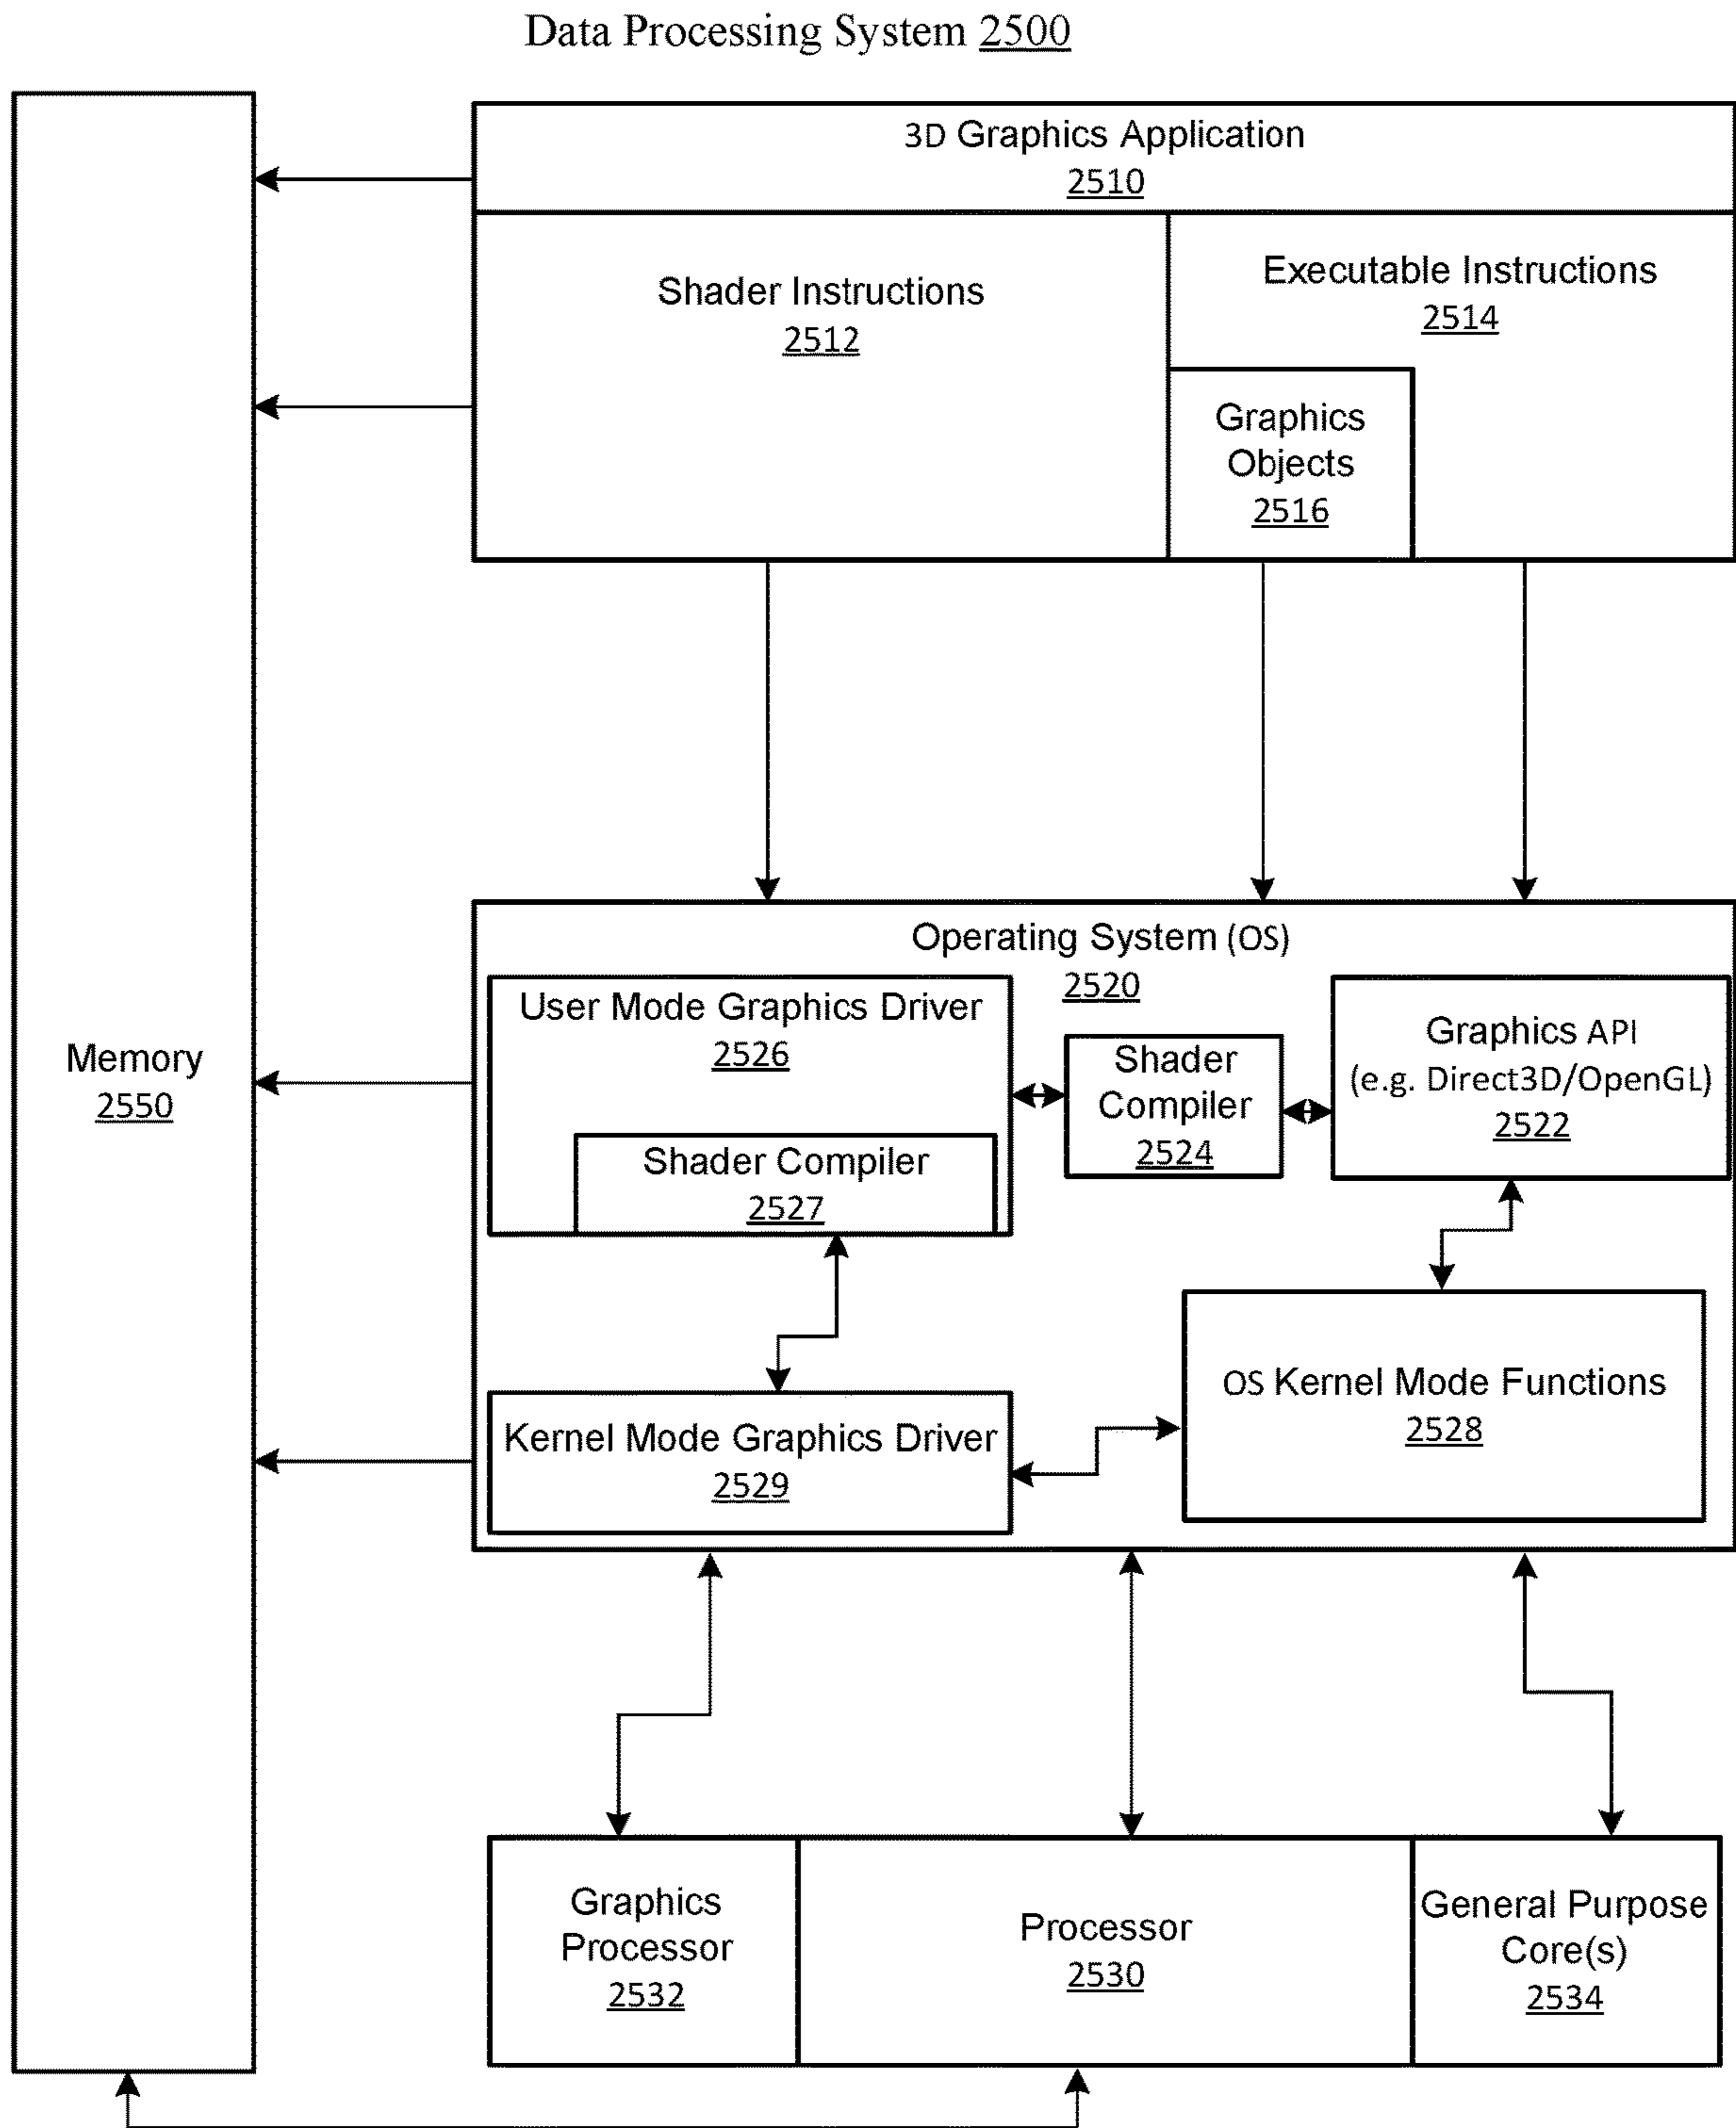 Data Processing System 2500
3D Graphics Application
2510
Shader Instructions
2512
Executable Instructions
2514
Graphics
Objects
2516
Memory
2550
Operating System (OS)
2520
User Mode Graphics Driver
2526
Shader Compiler
2527
Shader
Compiler
2524
Graphics API
(e.g. Direct3D/OpenGL)
2522
Kernel Mode Graphics Driver
2529
OS Kernel Mode Functions
2528
Graphics
Processor
2532
Processor
2530
General Purpose
Core(s)
2534